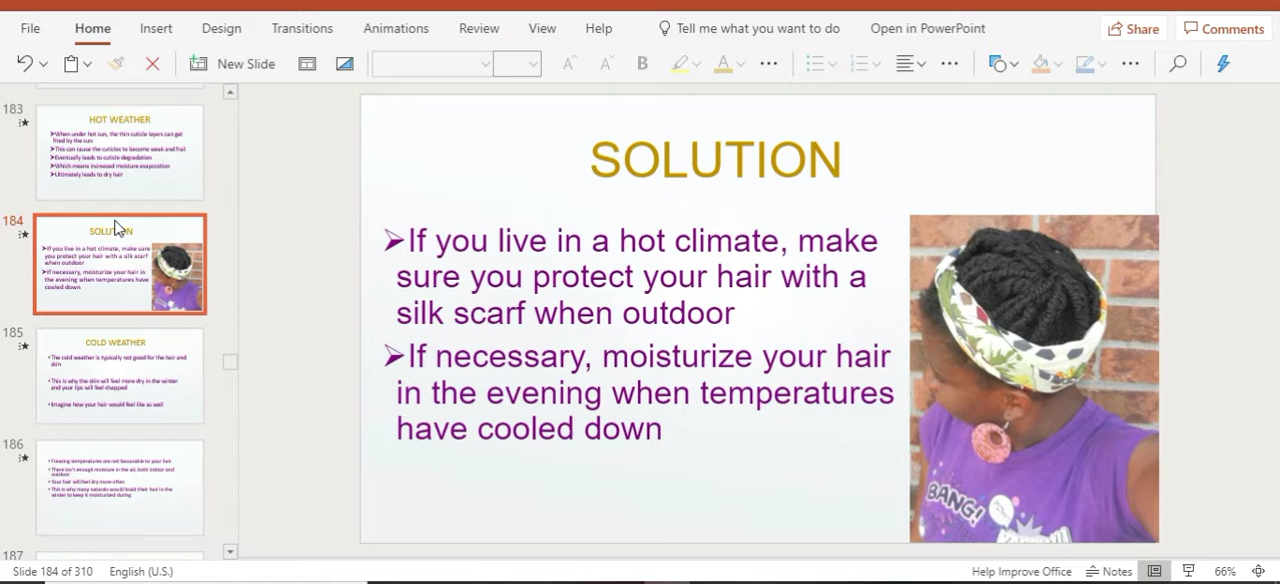 File Home Insert Design Transitions Animations Review View Help Tell me what you want to do Open in PowerPoint Share Comments
New Slide B A
183
HOT WEATHER
➤When under hot sun, the thin cuticle layers can get
fried by the sun
➤This can cause the cuticles to become weak and frail
➤Eventually leads to cuticle degradation
➤Which means increased moisture evaporation
➤Ultimately leads to dry hair
184
SOLUTION
➤If you live in a hot climate, make sure
you protect your hair with a silk scarf
when outdoor
➤If necessary, moisturize your hair in
the evening when temperatures have
cooled down
185
COLD WEATHER
• The cold weather is typically not good for the hair and
skin
• This is why the skin will feel more dry in the winter
and your lips will feel chapped
• Imagine how your hair would feel like as well
186
• Freezing temperatures are not favourable to your hair
• There isn't enough moisture in the air, both indoor and
outdoor
• Your hair will feel dry more often
• This is why many naturals would braid their hair in the
winter to keep it moisturized during
187
SOLUTION
➤If you live in a hot climate, make
sure you protect your hair with a
silk scarf when outdoor
➤If necessary, moisturize your hair
in the evening when temperatures
have cooled down
BANG!
Slide 184 of 310 English (U.S.) Help Improve Office Notes 66%